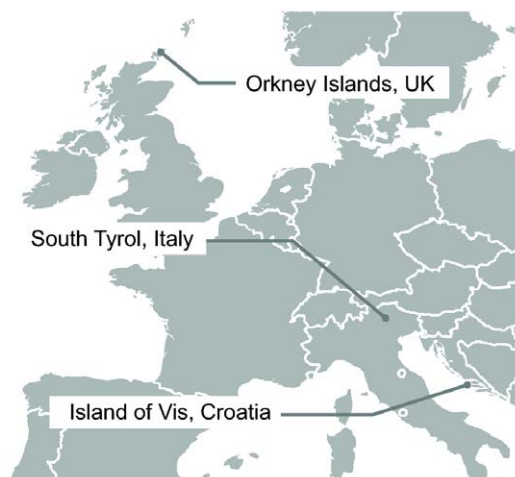 Orkney Islands, UK
South Tyrol, Italy
Island of Vis, Croatia